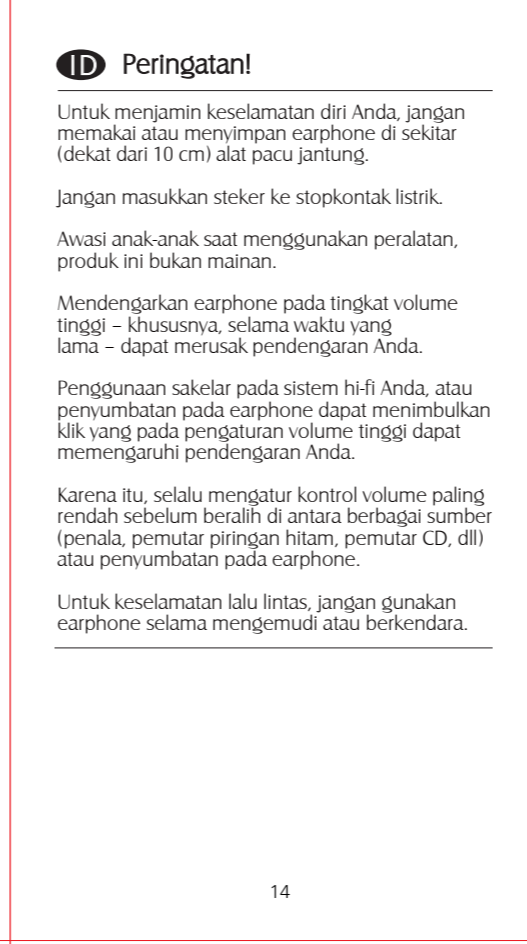 ID Peringatan!
Untuk menjamin keselamatan diri Anda, jangan
memakai atau menyimpan earphone di sekitar
(dekat dari 10 cm) alat pacu jantung.
Jangan masukkan steker ke stopkontak listrik.
Awasi anak-anak saat menggunakan peralatan,
produk ini bukan mainan.
Mendengarkan earphone pada tingkat volume
tinggi – khususnya, selama waktu yang
lama – dapat merusak pendengaran Anda.
Penggunaan sakelar pada sistem hi-fi Anda, atau
penyumbatan pada earphone dapat menimbulkan
klik yang pada pengaturan volume tinggi dapat
memengaruhi pendengaran Anda.
Karena itu, selalu mengatur kontrol volume paling
rendah sebelum beralih di antara berbagai sumber
(penala, pemutar piringan hitam, pemutar CD, dll)
atau penyumbatan pada earphone.
Untuk keselamatan lalu lintas, jangan gunakan
earphone selama mengemudi atau berkendara.
14